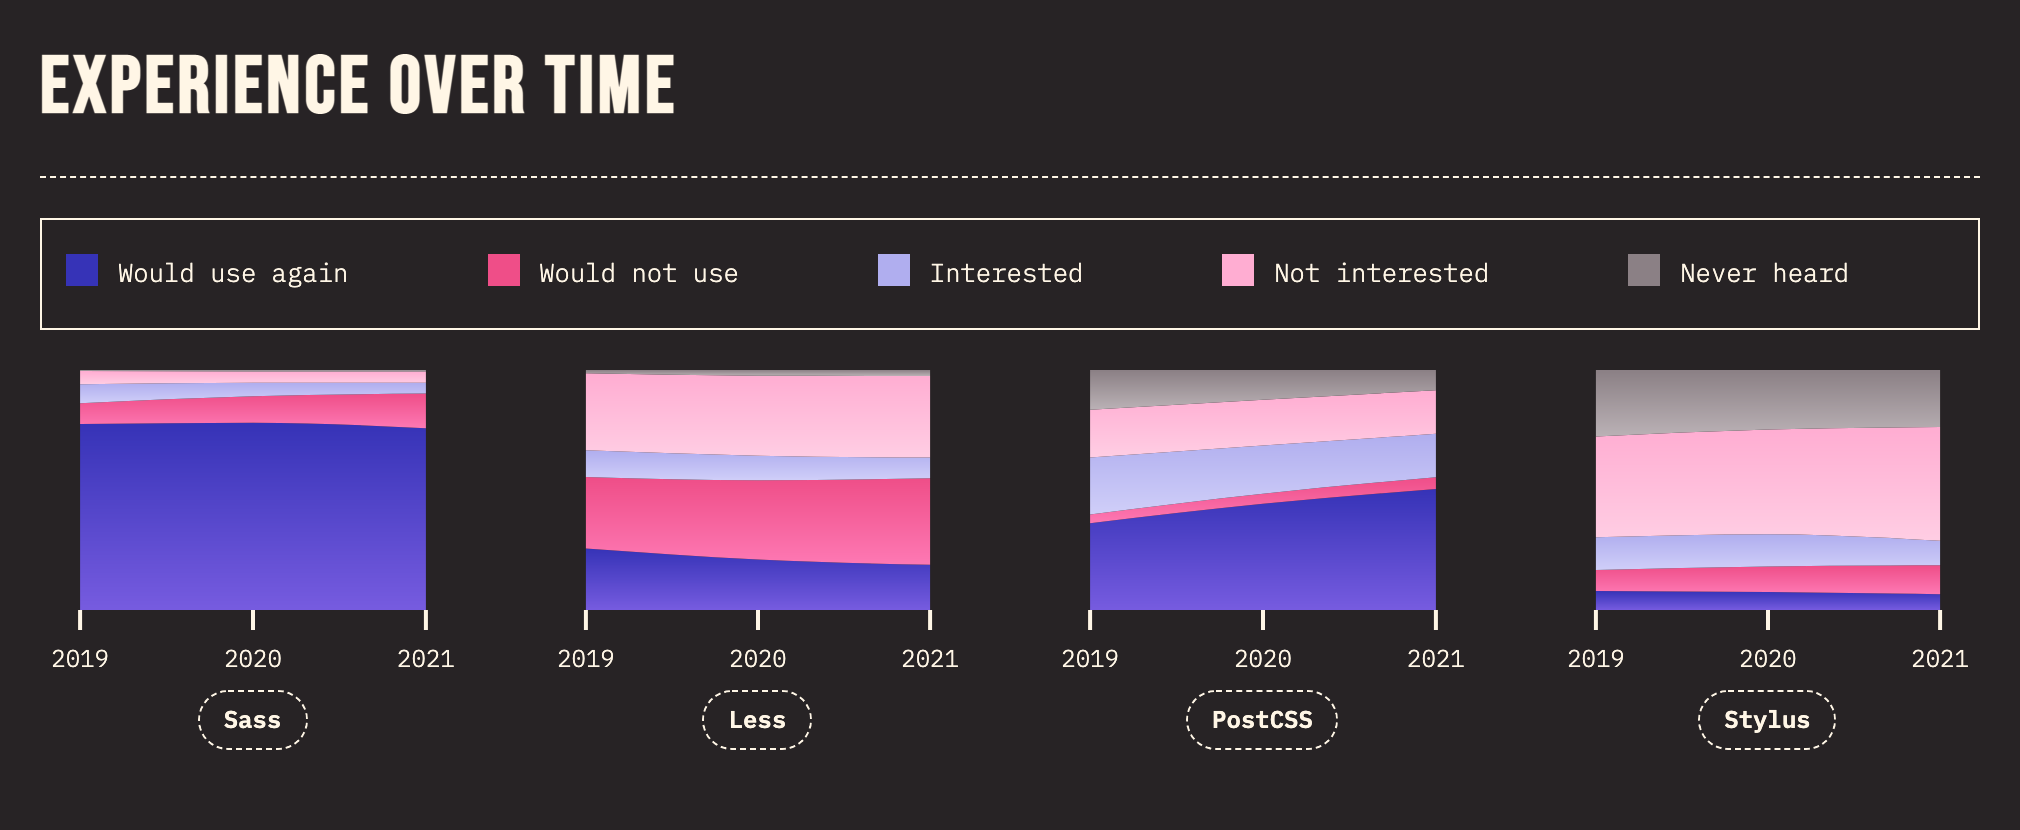 EXPERIENCE OVER TIME
Would use again Would not use Interested Not interested Never heard
2019 2020 2021 2019 2020 2021 2019 2020 2021 2019 2020 2021
Sass Less PostCSS Stylus